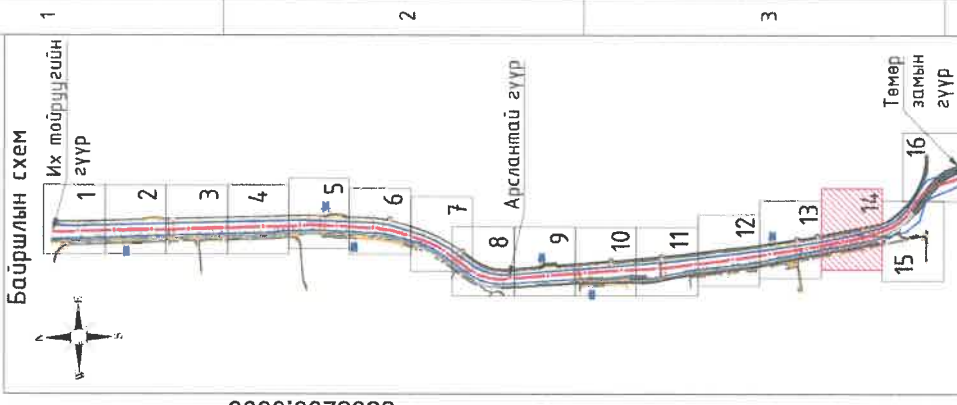 1
2
3
Байршлын схем
Их тойруугийн
гүүр
N
W
E
S
1
2
3
4
5
6
7
8
Арслантай гүүр
9
10
11
12
13
14
15
16
Төмөр
замын
гүүр